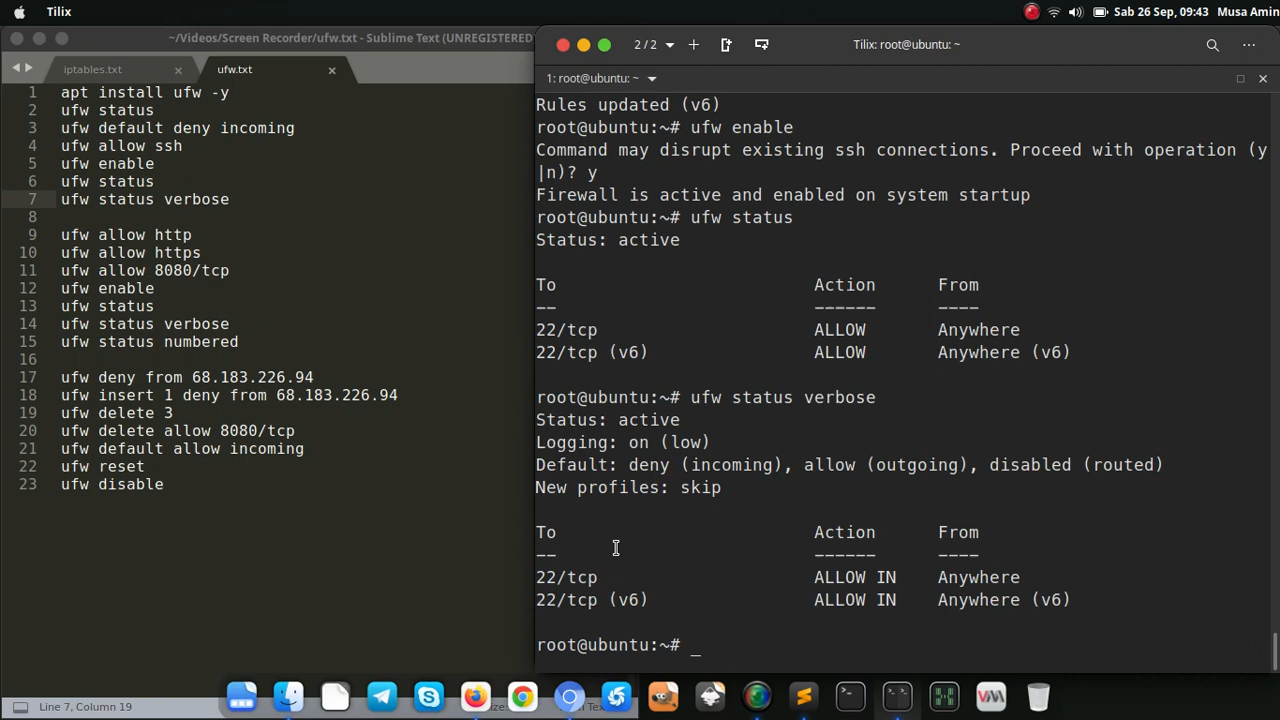 Tilix
Sab 26 Sep, 09:43
Musa Amin
~/Videos/Screen Recorder/ufw.txt - Sublime Text (UNREGISTERED)
iptables.txt
ufw.txt
1 apt install ufw -y
2 ufw status
3 ufw default deny incoming
4 ufw allow ssh
5 ufw enable
6 ufw status
7 ufw status verbose
8
9 ufw allow http
10 ufw allow https
11 ufw allow 8080/tcp
12 ufw enable
13 ufw status
14 ufw status verbose
15 ufw status numbered
16
17 ufw deny from 68.183.226.94
18 ufw insert 1 deny from 68.183.226.94
19 ufw delete 3
20 ufw delete allow 8080/tcp
21 ufw default allow incoming
22 ufw reset
23 ufw disable
Line 7, Column 19
2/2
Tilix: root@ubuntu: ~
1: root@ubuntu: ~
Rules updated (v6)
root@ubuntu:~# ufw enable
Command may disrupt existing ssh connections. Proceed with operation (y
|n)? y
Firewall is active and enabled on system startup
root@ubuntu:~# ufw status
Status: active
To Action From
-- ------ ----
22/tcp ALLOW Anywhere
22/tcp (v6) ALLOW Anywhere (v6)
root@ubuntu:~# ufw status verbose
Status: active
Logging: on (low)
Default: deny (incoming), allow (outgoing), disabled (routed)
New profiles: skip
To Action From
-- ------ ----
22/tcp ALLOW IN Anywhere
22/tcp (v6) ALLOW IN Anywhere (v6)
root@ubuntu:~# _